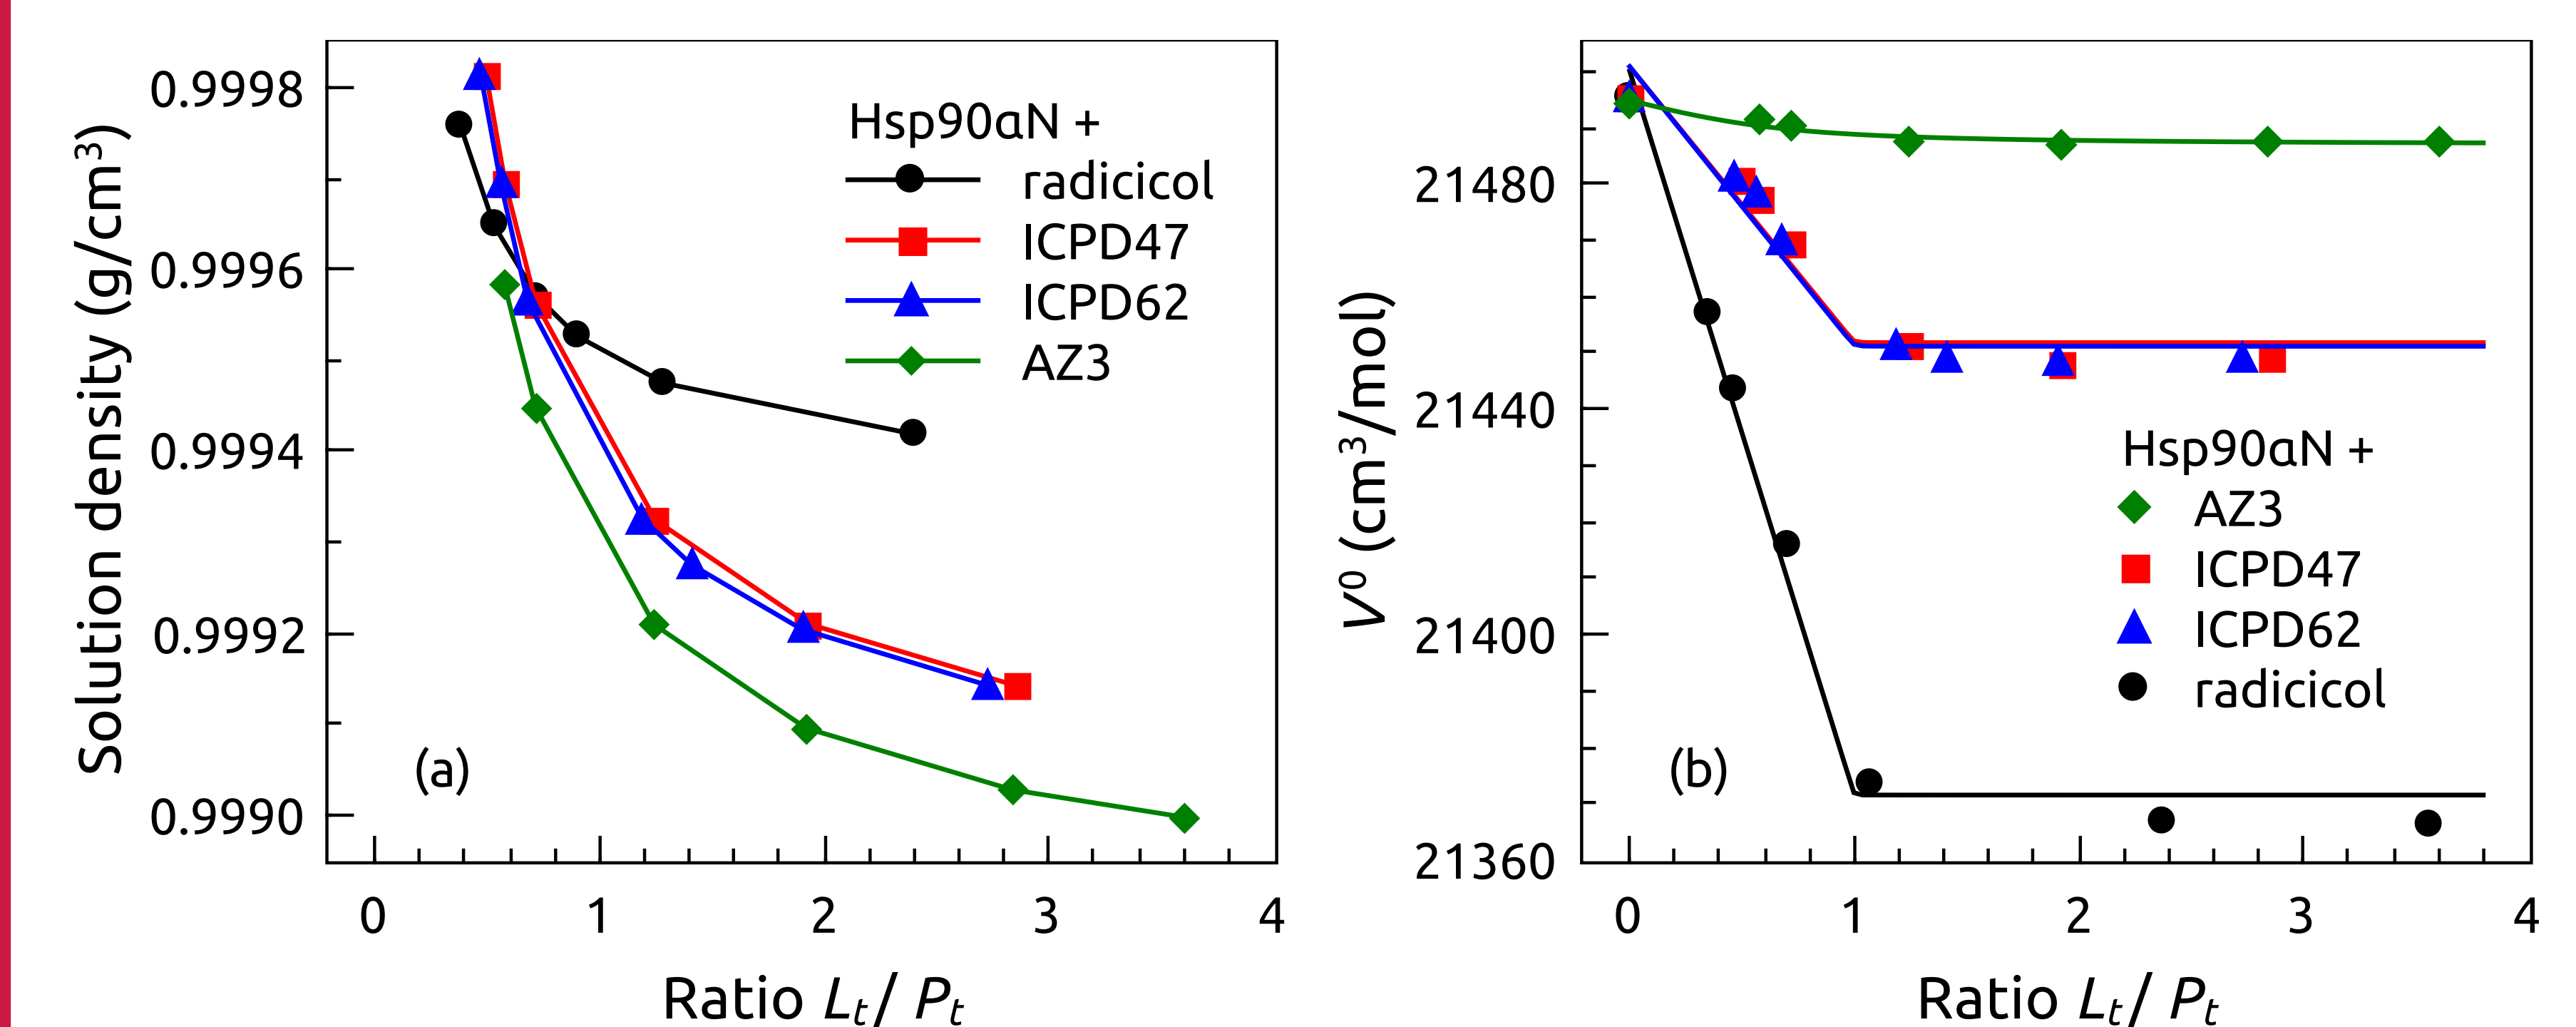 Solution density (g/cm³)
0.9998
0.9996
0.9994
0.9992
0.9990
Hsp90αN +
radicicol
ICPD47
ICPD62
AZ3
(a)
0 1 2 3 4
Ratio Lₜ/ Pₜ
V⁰ (cm³/mol)
21480
21440
21400
21360
Hsp90αN +
AZ3
ICPD47
ICPD62
radicicol
(b)
0 1 2 3 4
Ratio Lₜ/ Pₜ